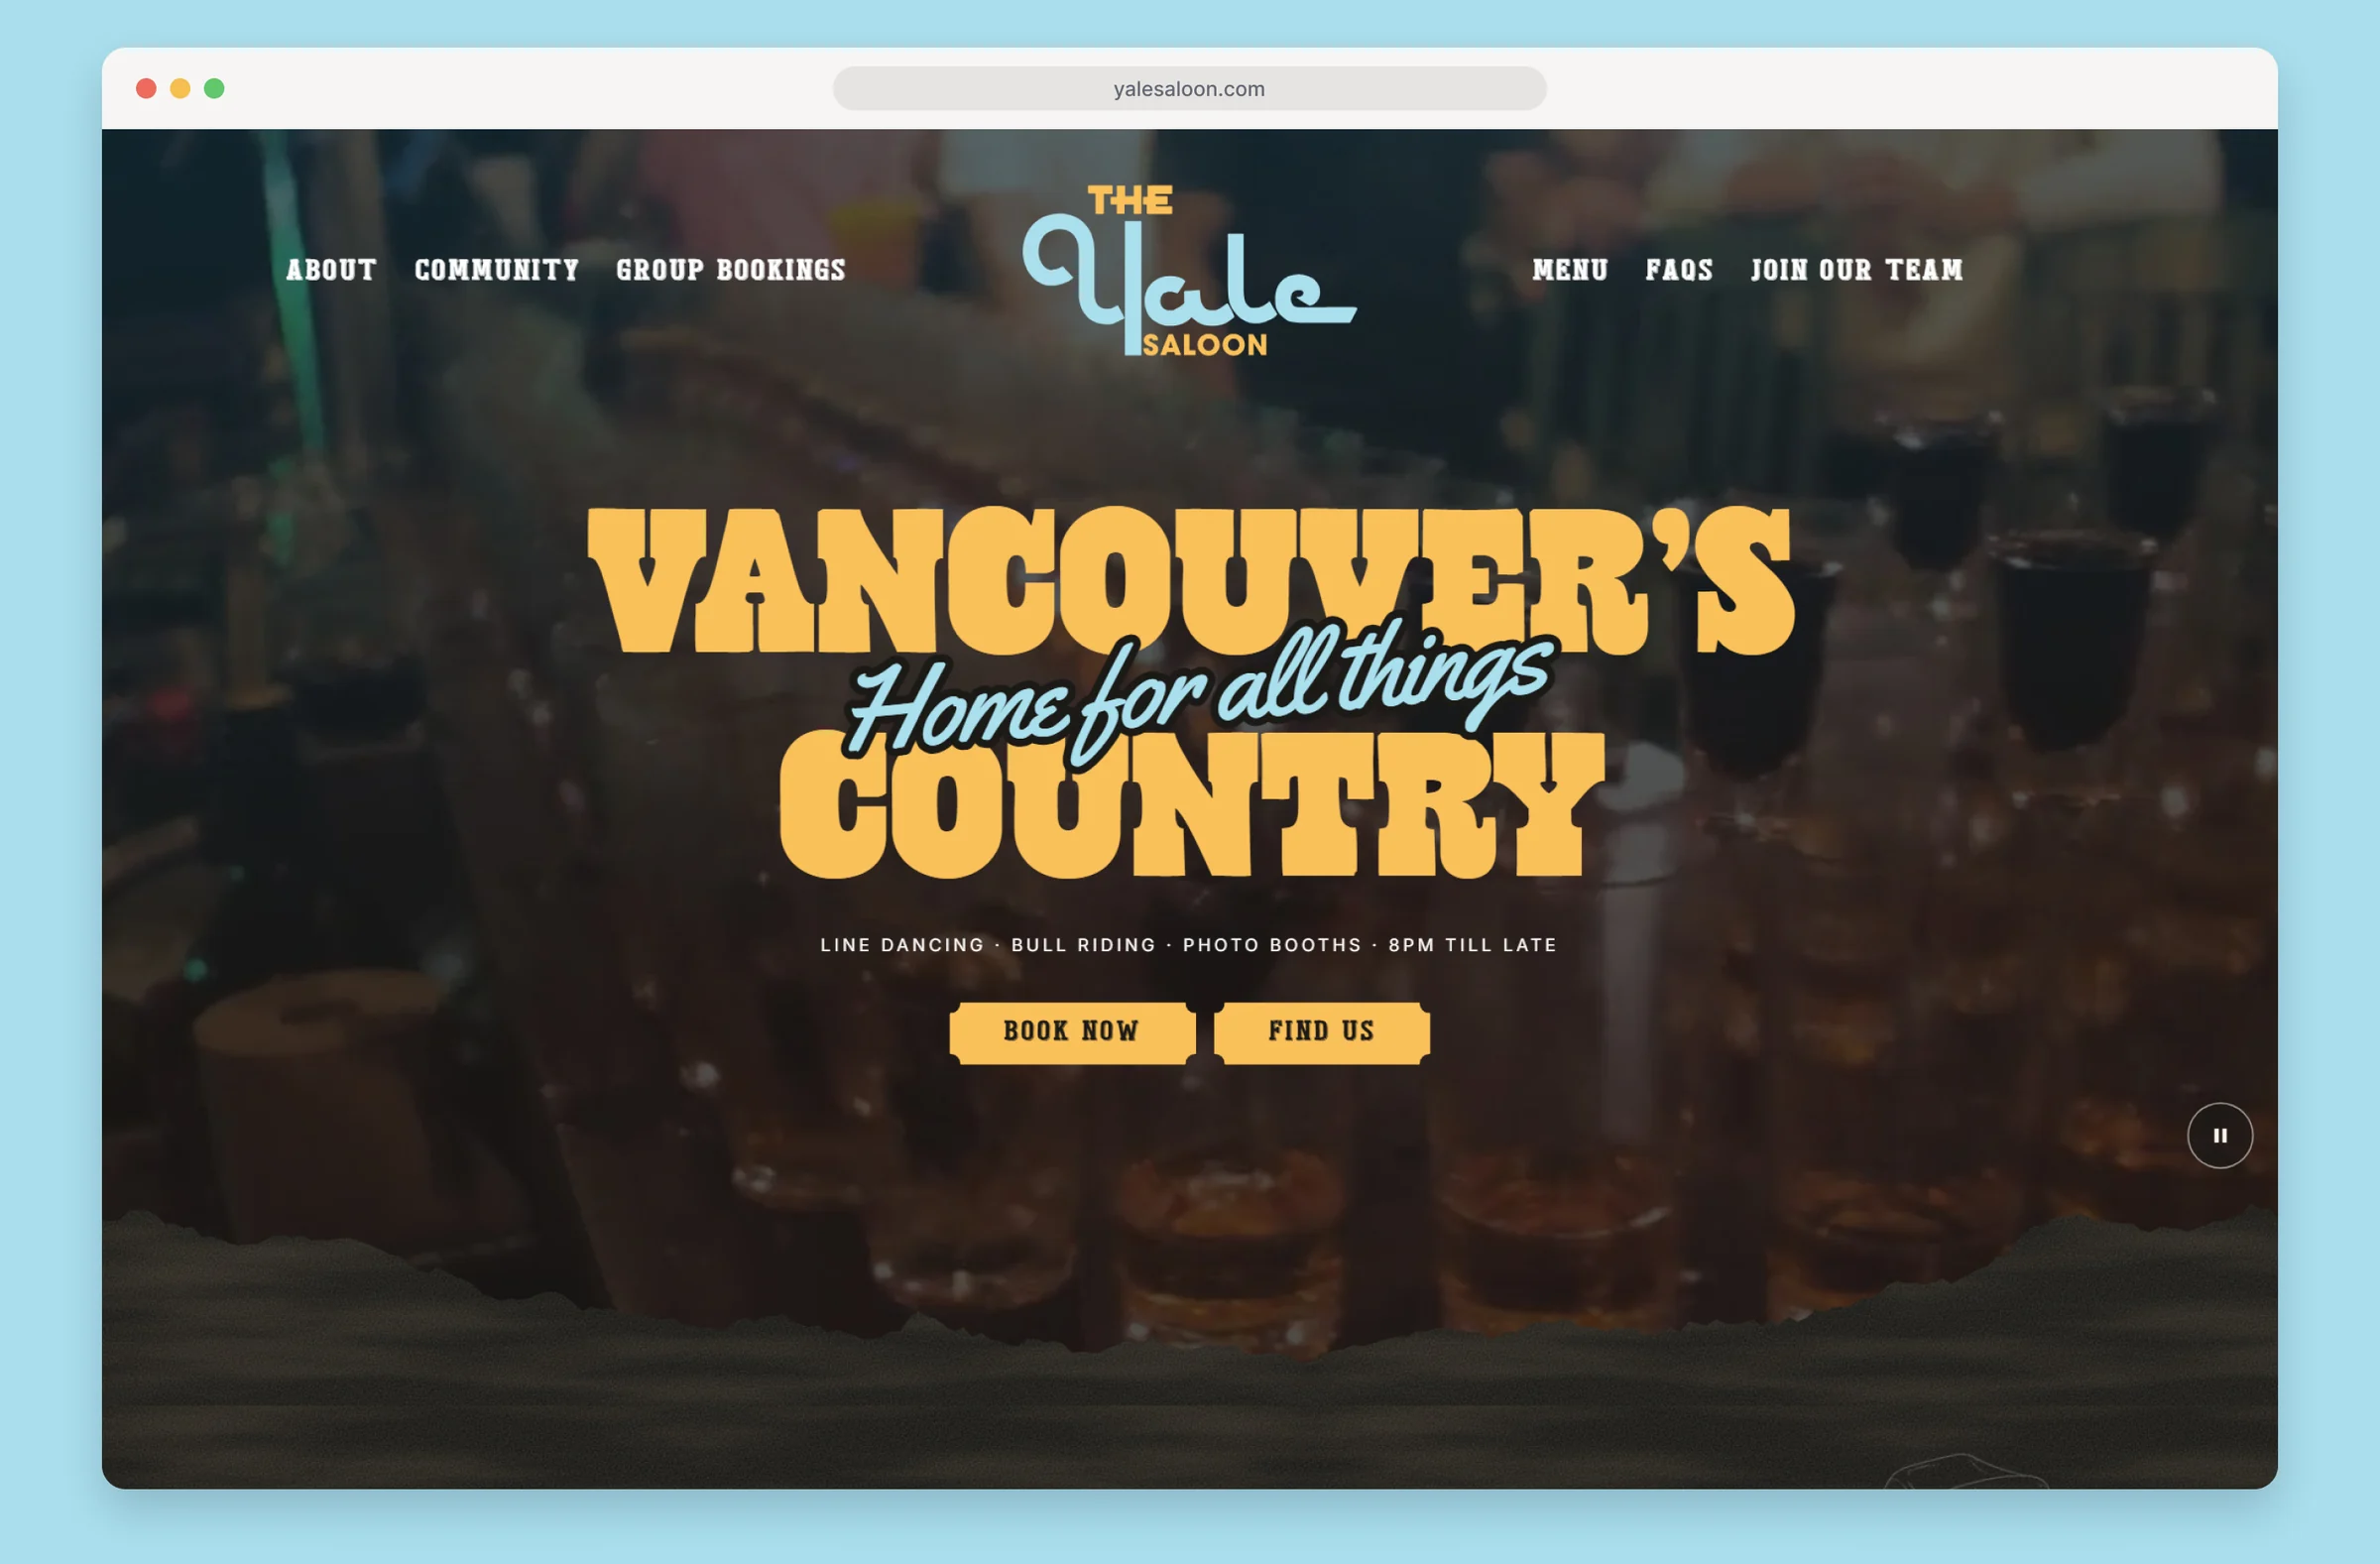 yalesaloon.com
ABOUT COMMUNITY GROUP BOOKINGS
THE
Yale
SALOON
MENU FAQS JOIN OUR TEAM
VANCOUVER'S
Home for all things
COUNTRY
LINE DANCING · BULL RIDING · PHOTO BOOTHS · 8PM TILL LATE
BOOK NOW
FIND US